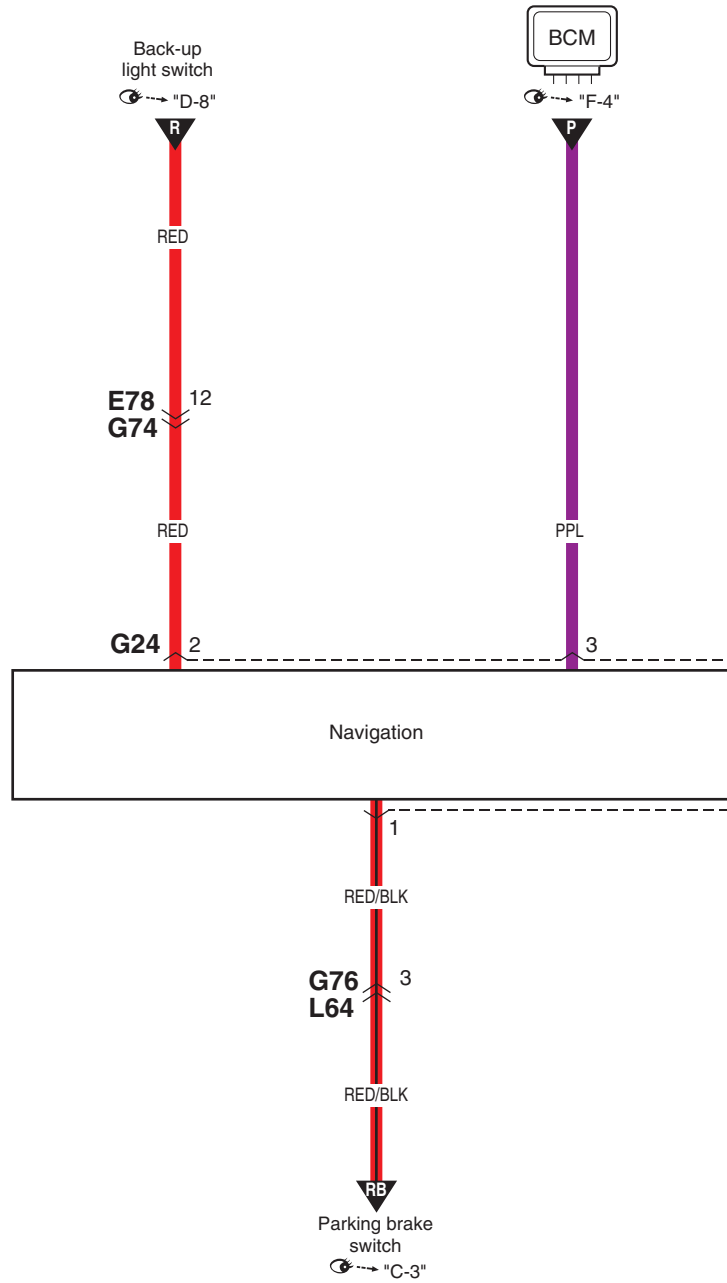 Back-up
light switch
"D-8"
R
BCM
"F-4"
P
RED
E78 12
G74
RED
PPL
G24 2
3
Navigation
1
RED/BLK
G76 3
L64
RED/BLK
RB
Parking brake
switch
"C-3"